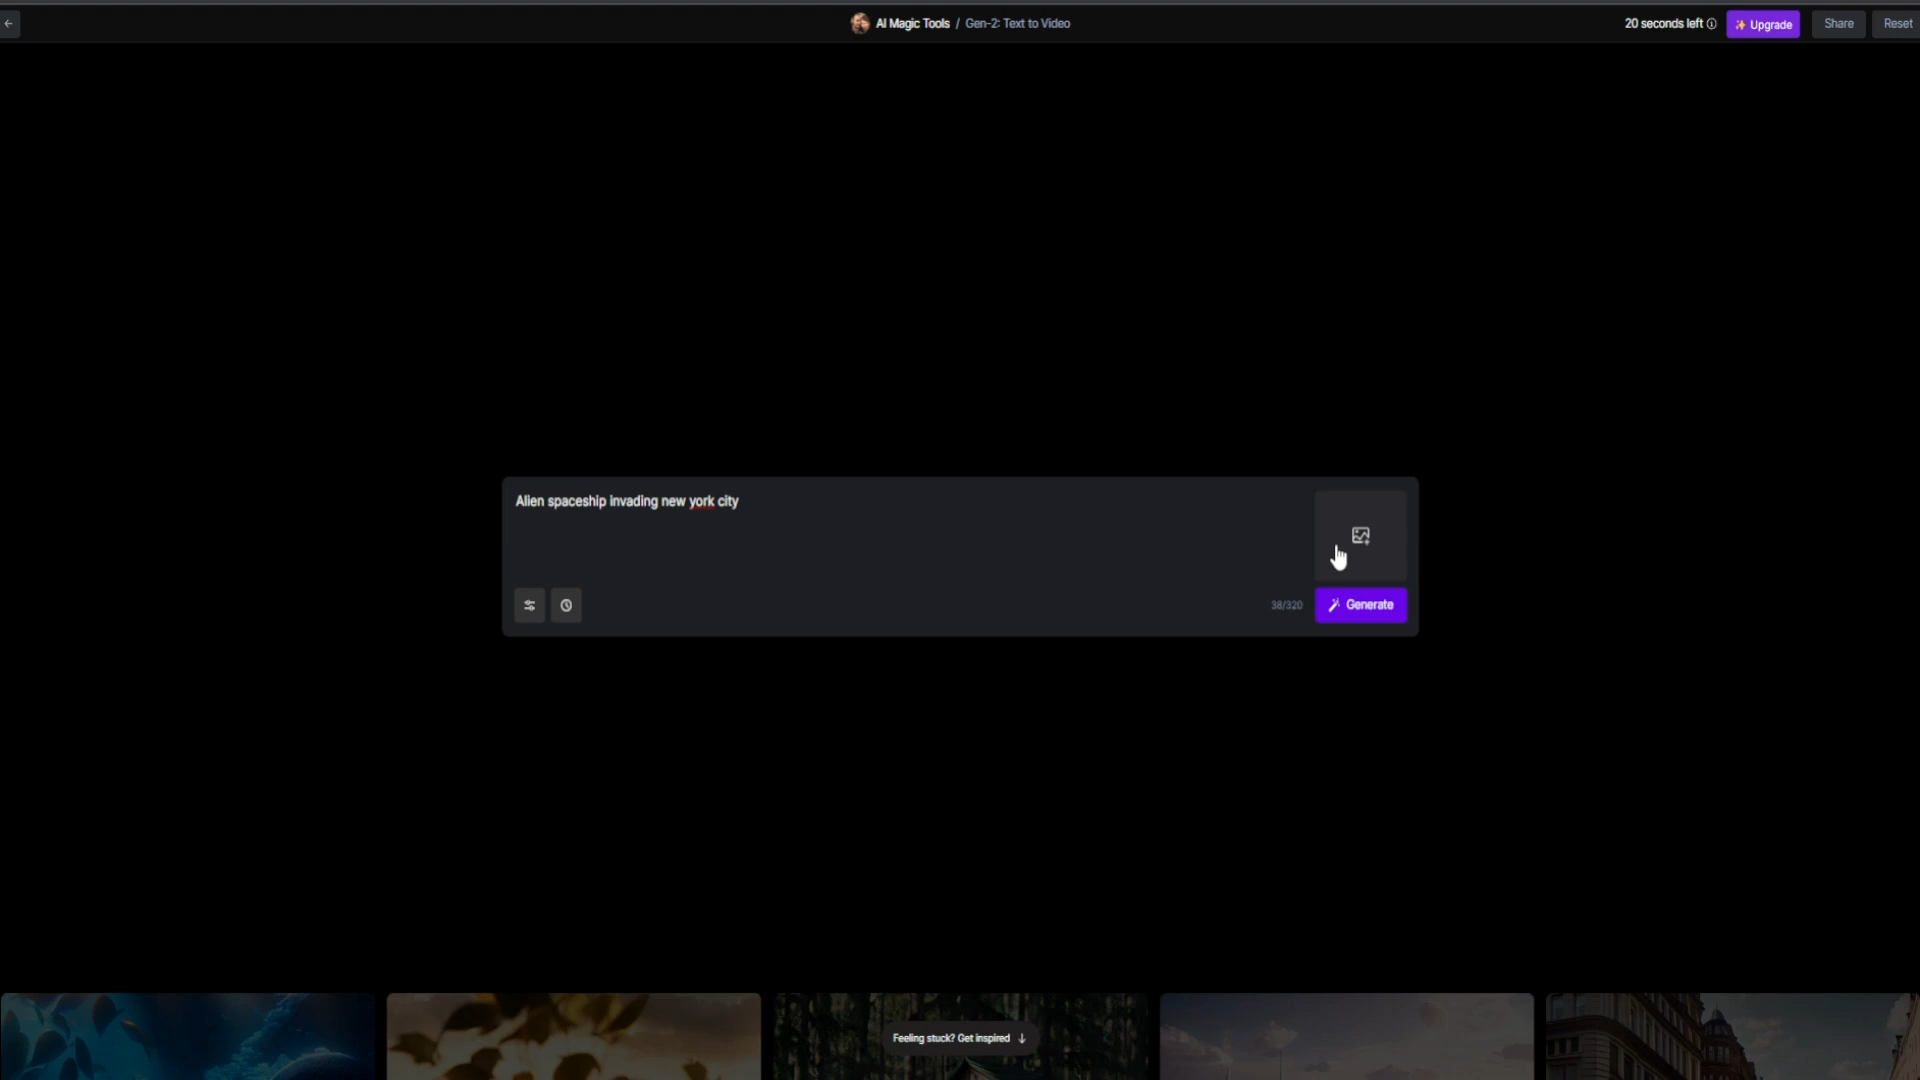 AI Magic Tools / Gen-2: Text to Video
20 seconds left
Upgrade
Share
Reset
Alien spaceship invading new york city
38/320
Generate
Feeling stuck? Get inspired ↓